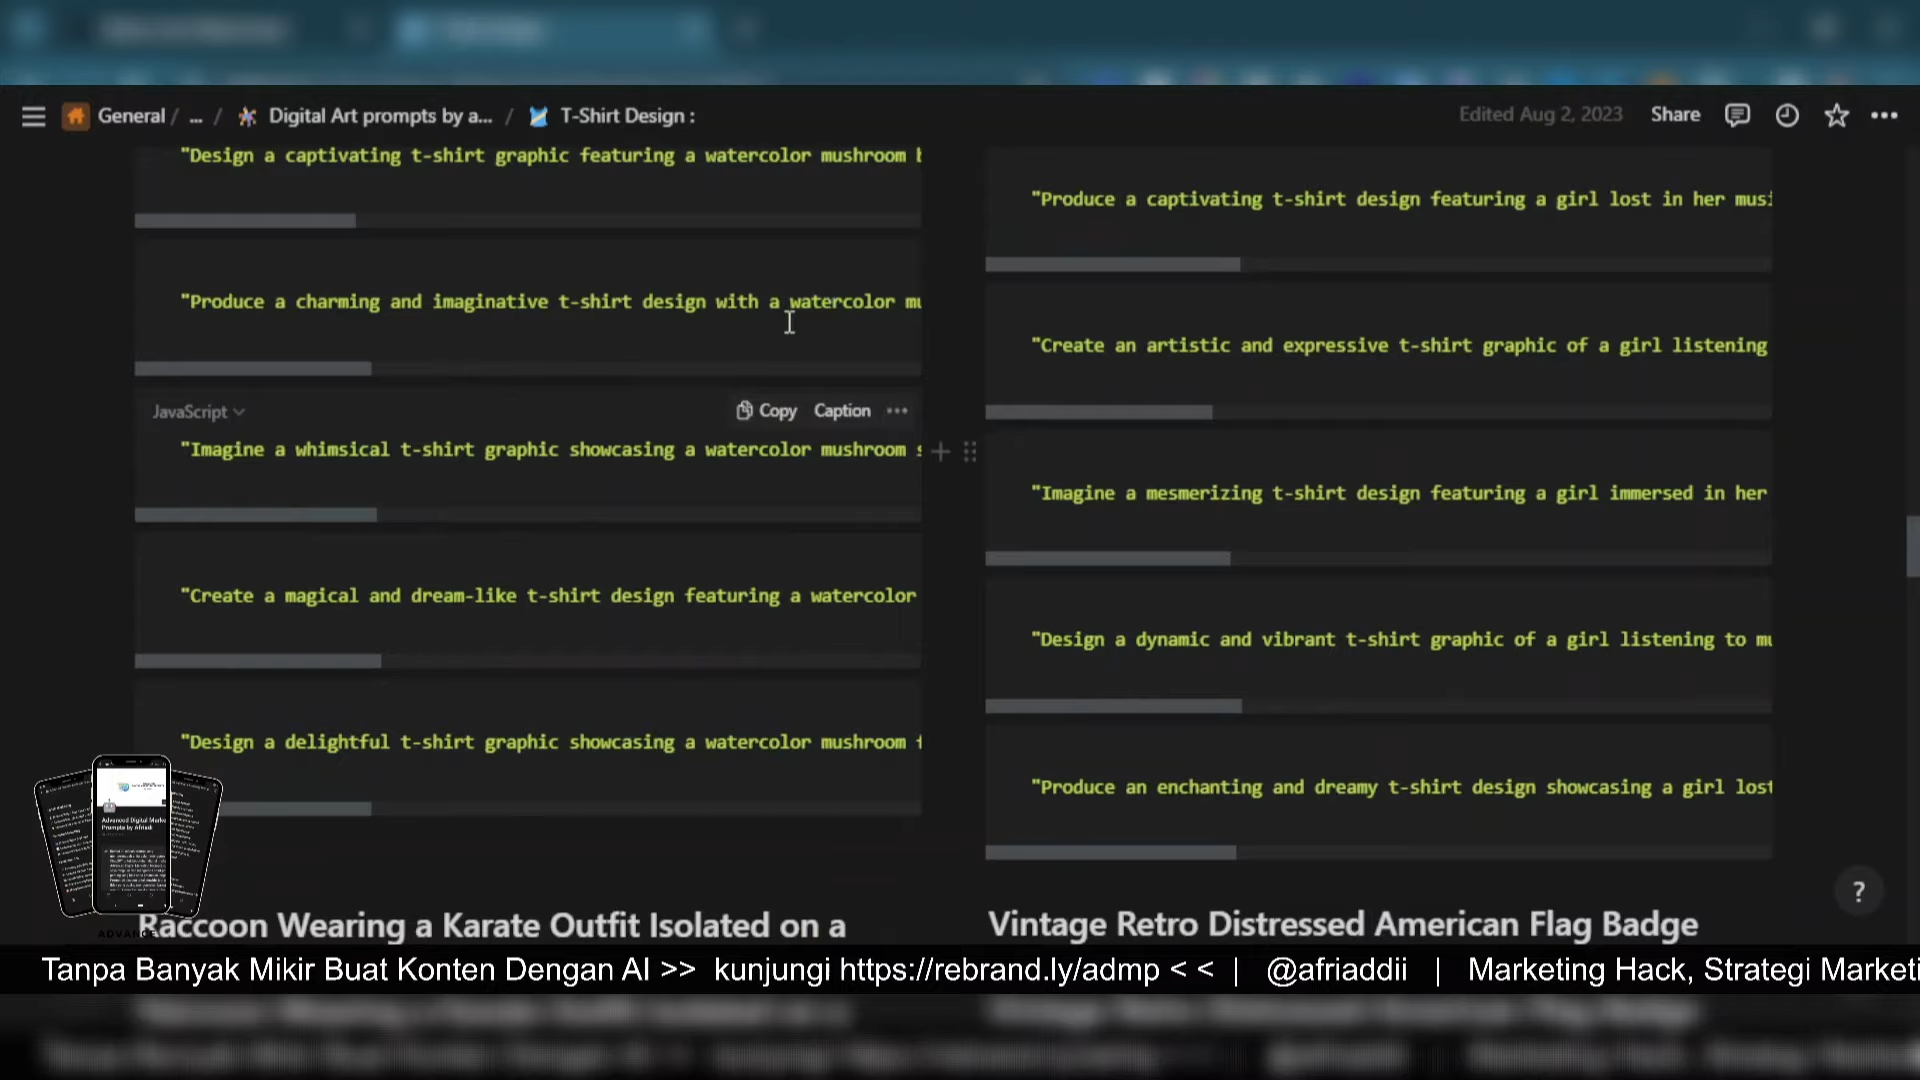 General / ... / Digital Art prompts by a... / T-Shirt Design :
Edited Aug 2, 2023 Share
"Design a captivating t-shirt graphic featuring a watercolor mushroom
"Produce a charming and imaginative t-shirt design with a watercolor
JavaScript Copy Caption
"Imagine a whimsical t-shirt graphic showcasing a watercolor mushroom
"Create a magical and dream-like t-shirt design featuring a watercolor
"Design a delightful t-shirt graphic showcasing a watercolor mushroom
Raccoon Wearing a Karate Outfit Isolated on a
"Produce a captivating t-shirt design featuring a girl lost in her musi
"Create an artistic and expressive t-shirt graphic of a girl listening
"Imagine a mesmerizing t-shirt design featuring a girl immersed in her
"Design a dynamic and vibrant t-shirt graphic of a girl listening to mu
"Produce an enchanting and dreamy t-shirt design showcasing a girl lost
Vintage Retro Distressed American Flag Badge
?
Advanced Digital Marke
Prompts by Afriadi
Tanpa Banyak Mikir Buat Konten Dengan AI >> kunjungi https://rebrand.ly/admp < < | @afriaddii | Marketing Hack, Strategi Marketi